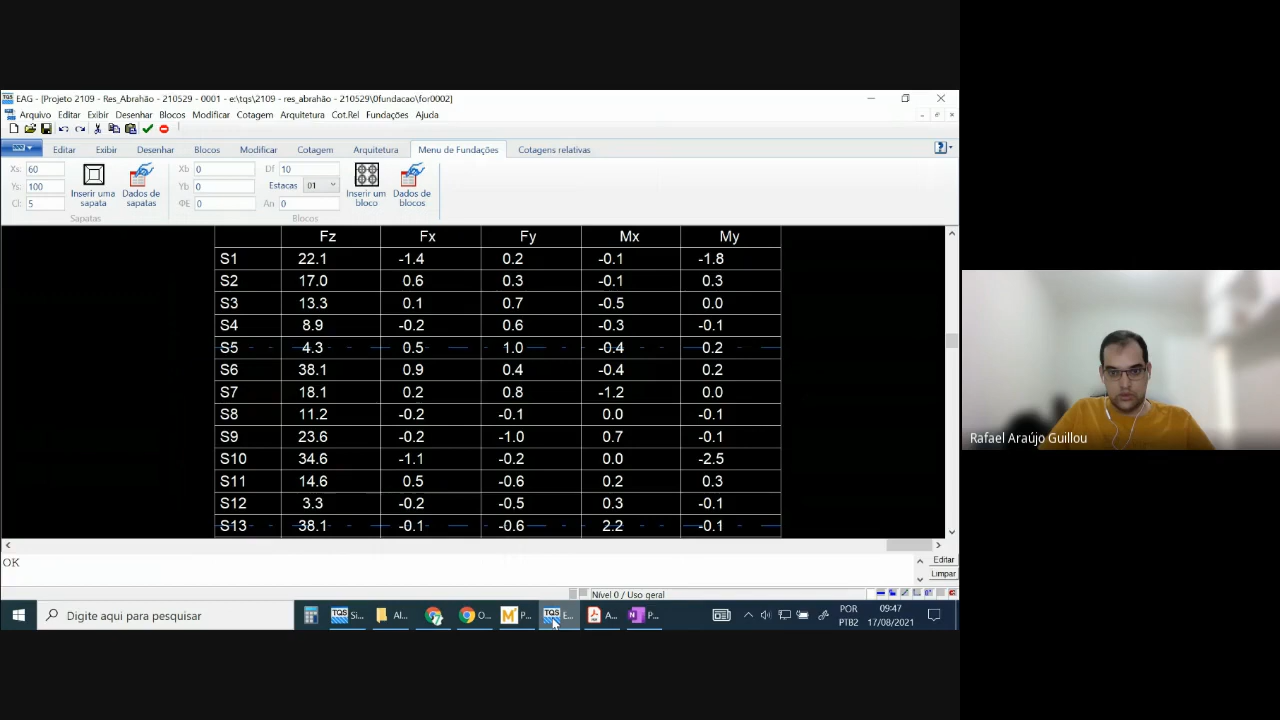 EAG - [Projeto 2109 - Res_Abrahão - 210529 - 0001 - e:\tqs\2109 - res_abrahão - 210529\0fundacao\for0002]
Arquivo Editar Exibir Desenhar Blocos Modificar Cotagem Arquitetura Cot.Rel Fundações Ajuda
Editar Exibir Desenhar Blocos Modificar Cotagem Arquitetura Menu de Fundações Cotagens relativas
Xs: 60 Xb 0 Df 10
Ys: 100 Yb 0 Estacas 01
Cl: 5 ΦE 0 An 0
Inserir uma sapata
Dados de sapatas
Inserir um bloco
Dados de blocos
Sapatas Blocos
Fz Fx Fy Mx My
S1 22.1 -1.4 0.2 -0.1 -1.8
S2 17.0 0.6 0.3 -0.1 0.3
S3 13.3 0.1 0.7 -0.5 0.0
S4 8.9 -0.2 0.6 -0.3 -0.1
S5 4.3 0.5 1.0 -0.4 0.2
S6 38.1 0.9 0.4 -0.4 0.2
S7 18.1 0.2 0.8 -1.2 0.0
S8 11.2 -0.2 -0.1 0.0 -0.1
S9 23.6 -0.2 -1.0 0.7 -0.1
S10 34.6 -1.1 -0.2 0.0 -2.5
S11 14.6 0.5 -0.6 0.2 0.3
S12 3.3 -0.2 -0.5 0.3 -0.1
S13 38.1 -0.1 -0.6 2.2 -0.1
OK
Editar
Limpar
Nível 0 / Uso geral
Digite aqui para pesquisar
TQS Si... Al... O... P... TQS E... A... P...
POR
PTB2
09:47
17/08/2021
Rafael Araújo Guillou